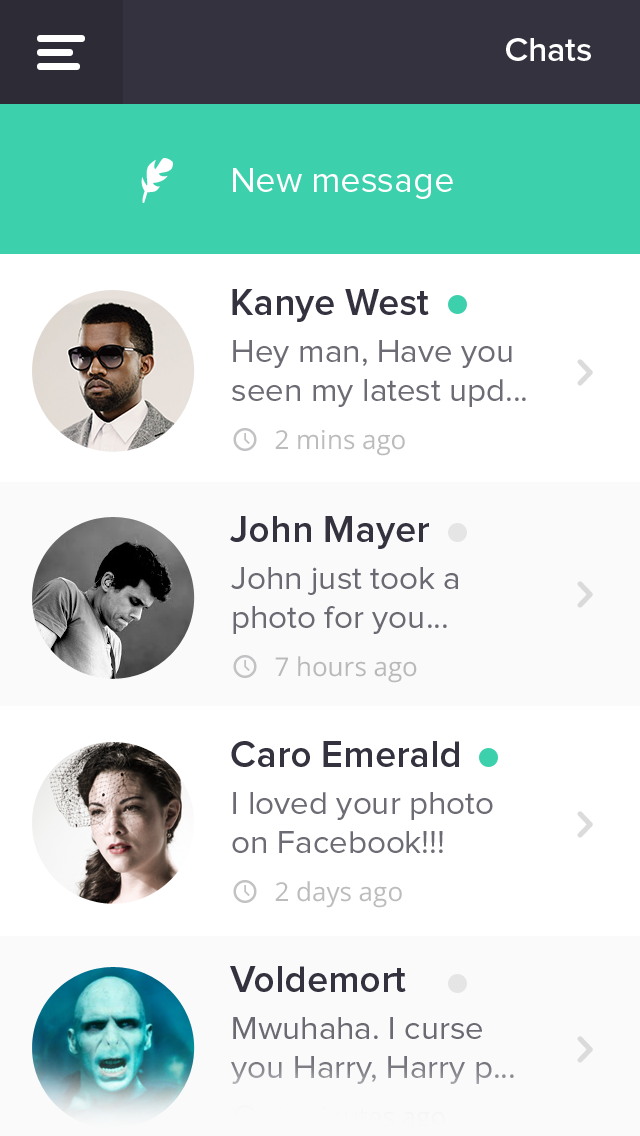 Chats
New message
Kanye West
Hey man, Have you
seen my latest upd...
2 mins ago
John Mayer
John just took a
photo for you...
7 hours ago
Caro Emerald
I loved your photo
on Facebook!!!
2 days ago
Voldemort
Mwuhaha. I curse
you Harry, Harry p...
ago